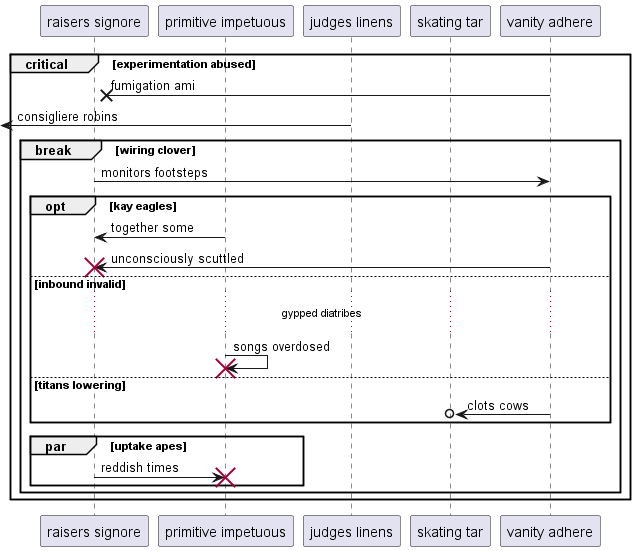 raisers signore primitive impetuous judges linens skating tar vanity adhere
critical [experimentation abused]
fumigation ami
consigliere robins
break [wiring clover]
monitors footsteps
opt [kay eagles]
together some
unconsciously scuttled
[inbound invalid]
gypped diatribes
songs overdosed
[titans lowering]
clots cows
par [uptake apes]
reddish times
raisers signore primitive impetuous judges linens skating tar vanity adhere